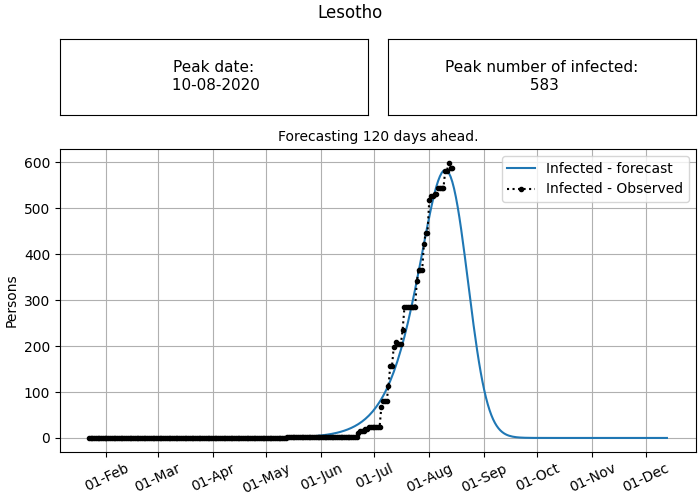 Lesotho
Peak date:
10-08-2020
Peak number of infected:
583
Forecasting 120 days ahead.
Infected - forecast
Infected - Observed
Persons
600
500
400
300
200
100
0
01-Feb
01-Mar
01-Apr
01-May
01-Jun
01-Jul
01-Aug
01-Sep
01-Oct
01-Nov
01-Dec